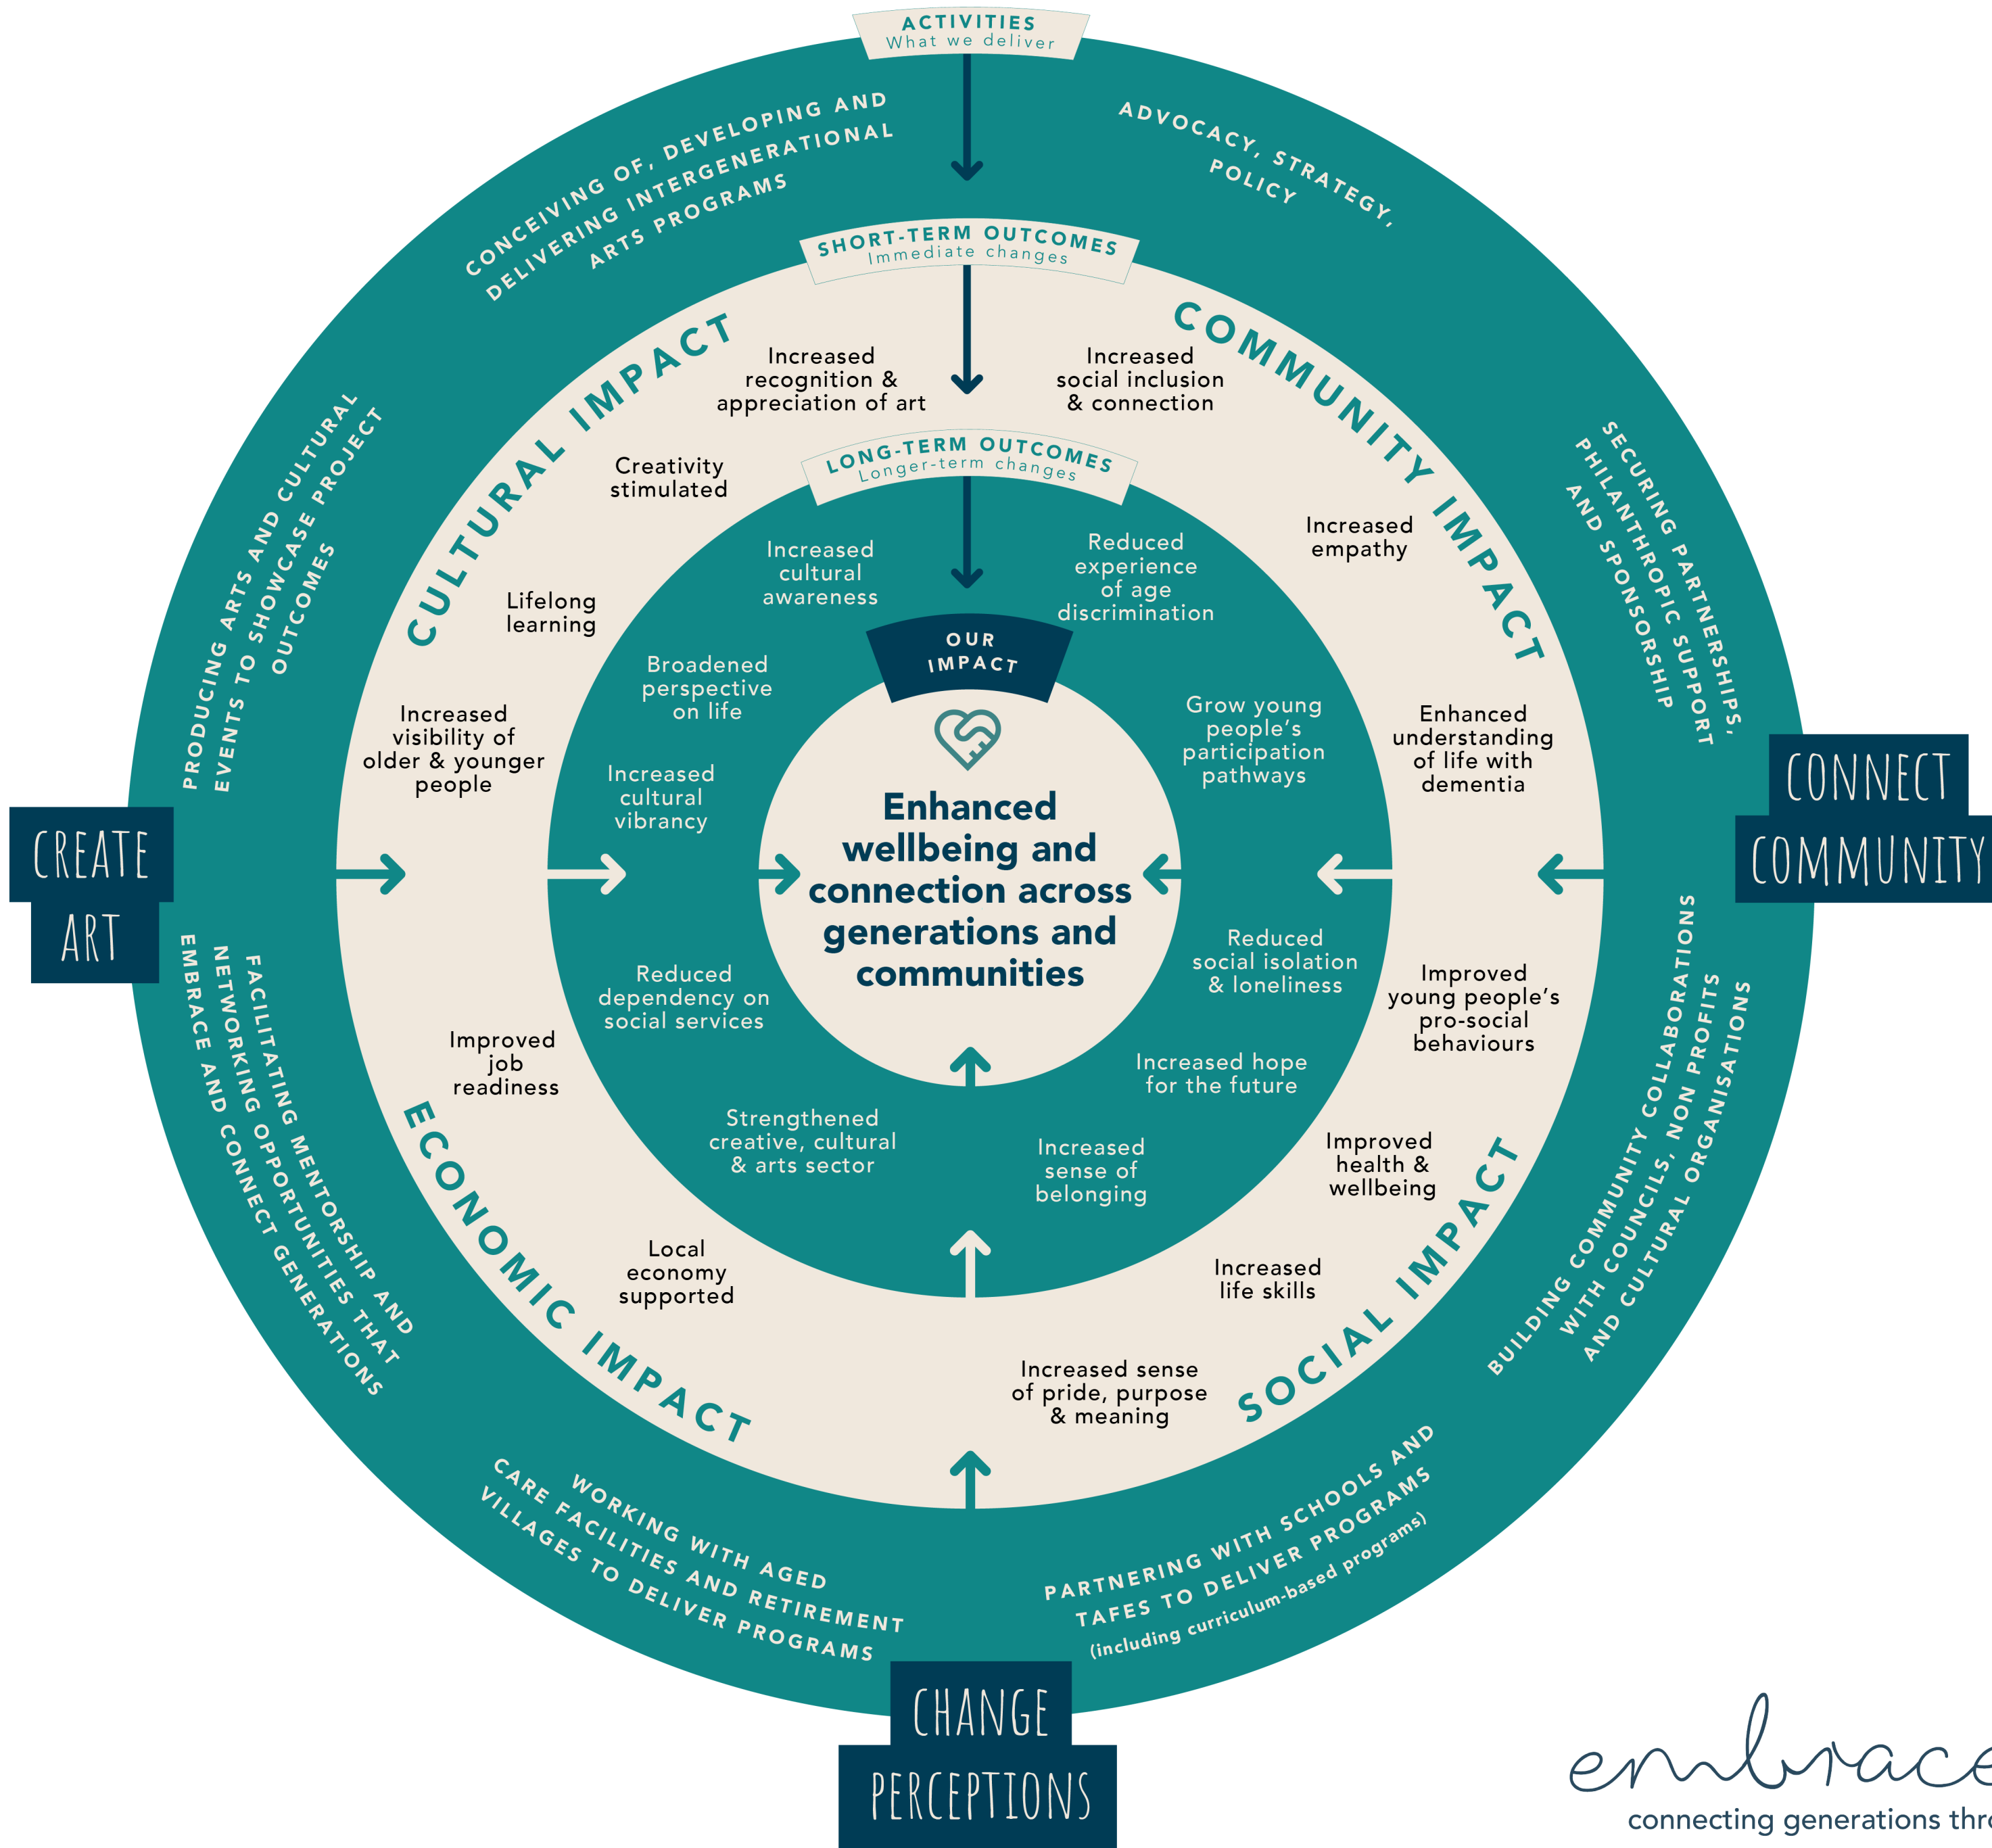 ACTIVITIES
What we deliver
CONCEIVING OF, DEVELOPING AND
DELIVERING INTERGENERATIONAL
ARTS PROGRAMS
ADVOCACY, STRATEGY,
POLICY
SECURING PARTNERSHIPS,
PHILANTHROPIC SUPPORT
AND SPONSORSHIP
CONNECT
COMMUNITY
BUILDING COMMUNITY COLLABORATIONS
WITH COUNCILS, NON PROFITS
AND CULTURAL ORGANISATIONS
PARTNERING WITH SCHOOLS AND
TAFES TO DELIVER PROGRAMS
(including curriculum-based programs)
CHANGE
PERCEPTIONS
WORKING WITH AGED
CARE FACILITIES AND RETIREMENT
VILLAGES TO DELIVER PROGRAMS
FACILITATING MENTORSHIP AND
NETWORKING OPPORTUNITIES THAT
EMBRACE AND CONNECT GENERATIONS
CREATE
ART
PRODUCING ARTS AND CULTURAL
EVENTS TO SHOWCASE PROJECT
OUTCOMES
SHORT-TERM OUTCOMES
Immediate changes
CULTURAL IMPACT
Increased
recognition &
appreciation of art
Creativity
stimulated
Lifelong
learning
Increased
visibility of
older & younger
people
COMMUNITY IMPACT
Increased
social inclusion
& connection
Increased
empathy
Enhanced
understanding
of life with
dementia
SOCIAL IMPACT
Improved
young people's
pro-social
behaviours
Improved
health &
wellbeing
Increased
life skills
Increased sense
of pride, purpose
& meaning
ECONOMIC IMPACT
Improved
job
readiness
Local
economy
supported
LONG-TERM OUTCOMES
Longer-term changes
Increased
cultural
awareness
Broadened
perspective
on life
Increased
cultural
vibrancy
Reduced
experience
of age
discrimination
Grow young
people's
participation
pathways
Reduced
social isolation
& loneliness
Increased hope
for the future
Increased
sense of
belonging
Reduced
dependency on
social services
Strengthened
creative, cultural
& arts sector
OUR
IMPACT
Enhanced
wellbeing and
connection across
generations and
communities
embrace
connecting generations